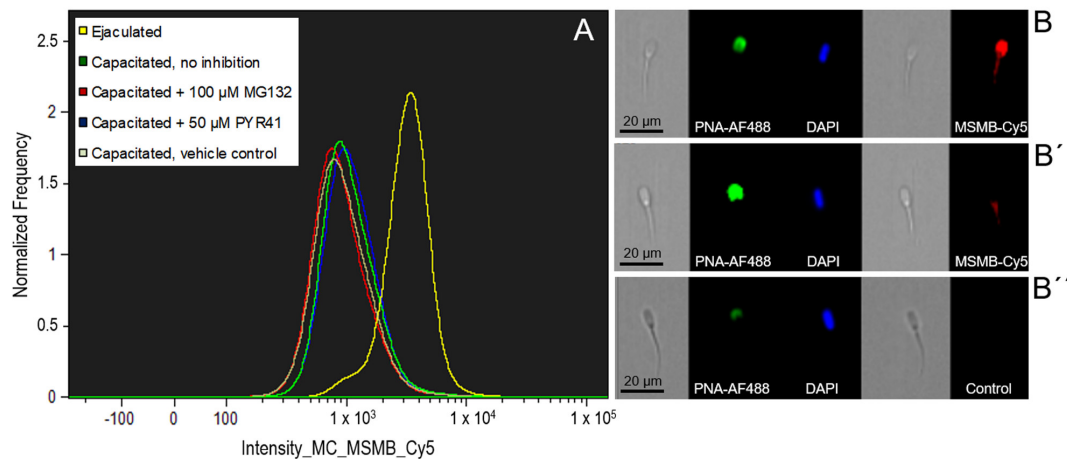 A
Ejaculated
Capacitated, no inhibition
Capacitated + 100 µM MG132
Capacitated + 50 µM PYR41
Capacitated, vehicle control
Normalized Frequency
2.5
2
1.5
1
0.5
0
-100
0
100
1 x 10³
1 x 10⁴
1 x 10⁵
Intensity_MC_MSMB_Cy5
B
20 µm
PNA-AF488
DAPI
MSMB-Cy5
B´
20 µm
PNA-AF488
DAPI
MSMB-Cy5
B´´
20 µm
PNA-AF488
DAPI
Control